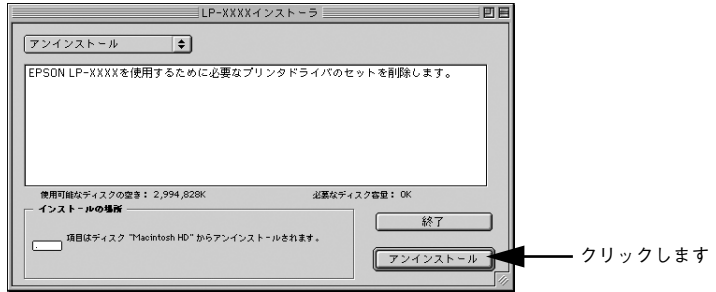 LP-XXXXインストーラ
アンインストール
EPSON LP-XXXXを使用するために必要なプリンタドライバのセットを削除します。
使用可能なディスクの空き： 2,994,828K
必要なディスク容量： 0K
インストールの場所
項目はディスク "Macintosh HD" からアンインストールされます。
終了
アンインストール
クリックします